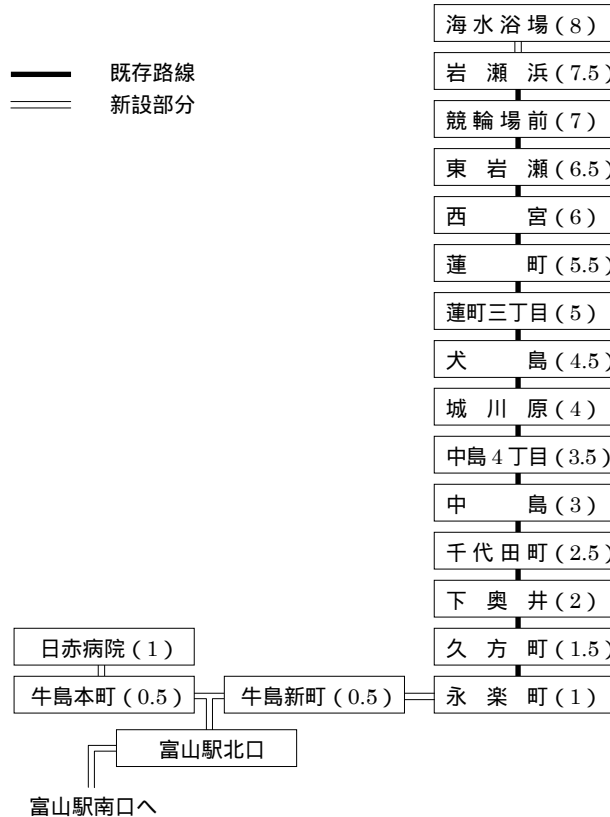 海水浴場(8)
既存路線
岩瀬浜(7.5)
新設部分
競輪場前(7)
東岩瀬(6.5)
西宮(6)
蓮町(5.5)
蓮町三丁目(5)
犬島(4.5)
城川原(4)
中島4丁目(3.5)
中島(3)
千代田町(2.5)
下奥井(2)
日赤病院(1)
久方町(1.5)
牛島本町(0.5)
牛島新町(0.5)
永楽町(1)
富山駅北口
富山駅南口へ